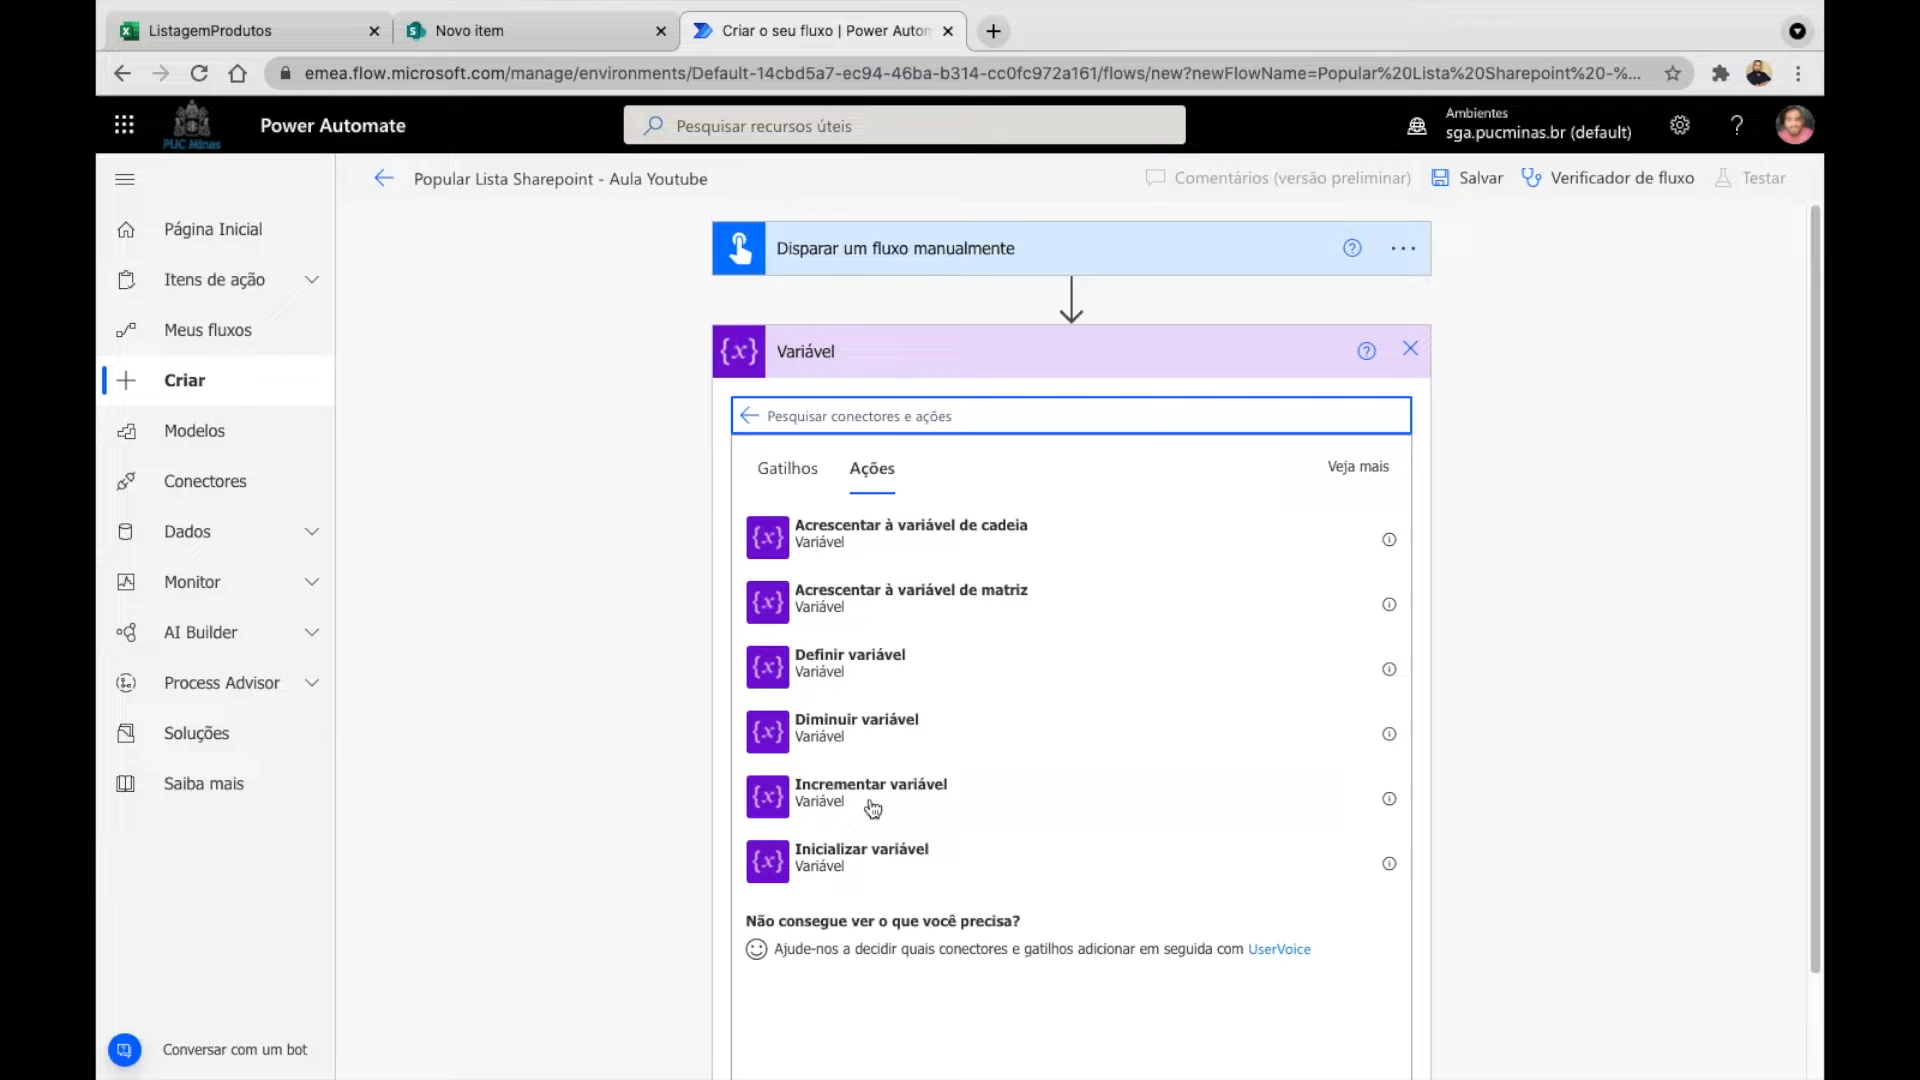 ListagemProdutos
Novo item
Criar o seu fluxo | Power Autom
emea.flow.microsoft.com/manage/environments/Default-14cbd5a7-ec94-46ba-b314-cc0fc972a161/flows/new?newFlowName=Popular%20Lista%20Sharepoint%20-%...
PUC Minas
Power Automate
Pesquisar recursos úteis
Ambientes
sga.pucminas.br (default)
Popular Lista Sharepoint - Aula Youtube
Comentários (versão preliminar)
Salvar
Verificador de fluxo
Testar
Página Inicial
Itens de ação
Meus fluxos
Criar
Modelos
Conectores
Dados
Monitor
AI Builder
Process Advisor
Soluções
Saiba mais
Conversar com um bot
Disparar um fluxo manualmente
{x} Variável
Pesquisar conectores e ações
Gatilhos
Ações
Veja mais
{x} Acrescentar à variável de cadeia
Variável
{x} Acrescentar à variável de matriz
Variável
{x} Definir variável
Variável
{x} Diminuir variável
Variável
{x} Incrementar variável
Variável
{x} Inicializar variável
Variável
Não consegue ver o que você precisa?
Ajude-nos a decidir quais conectores e gatilhos adicionar em seguida com UserVoice